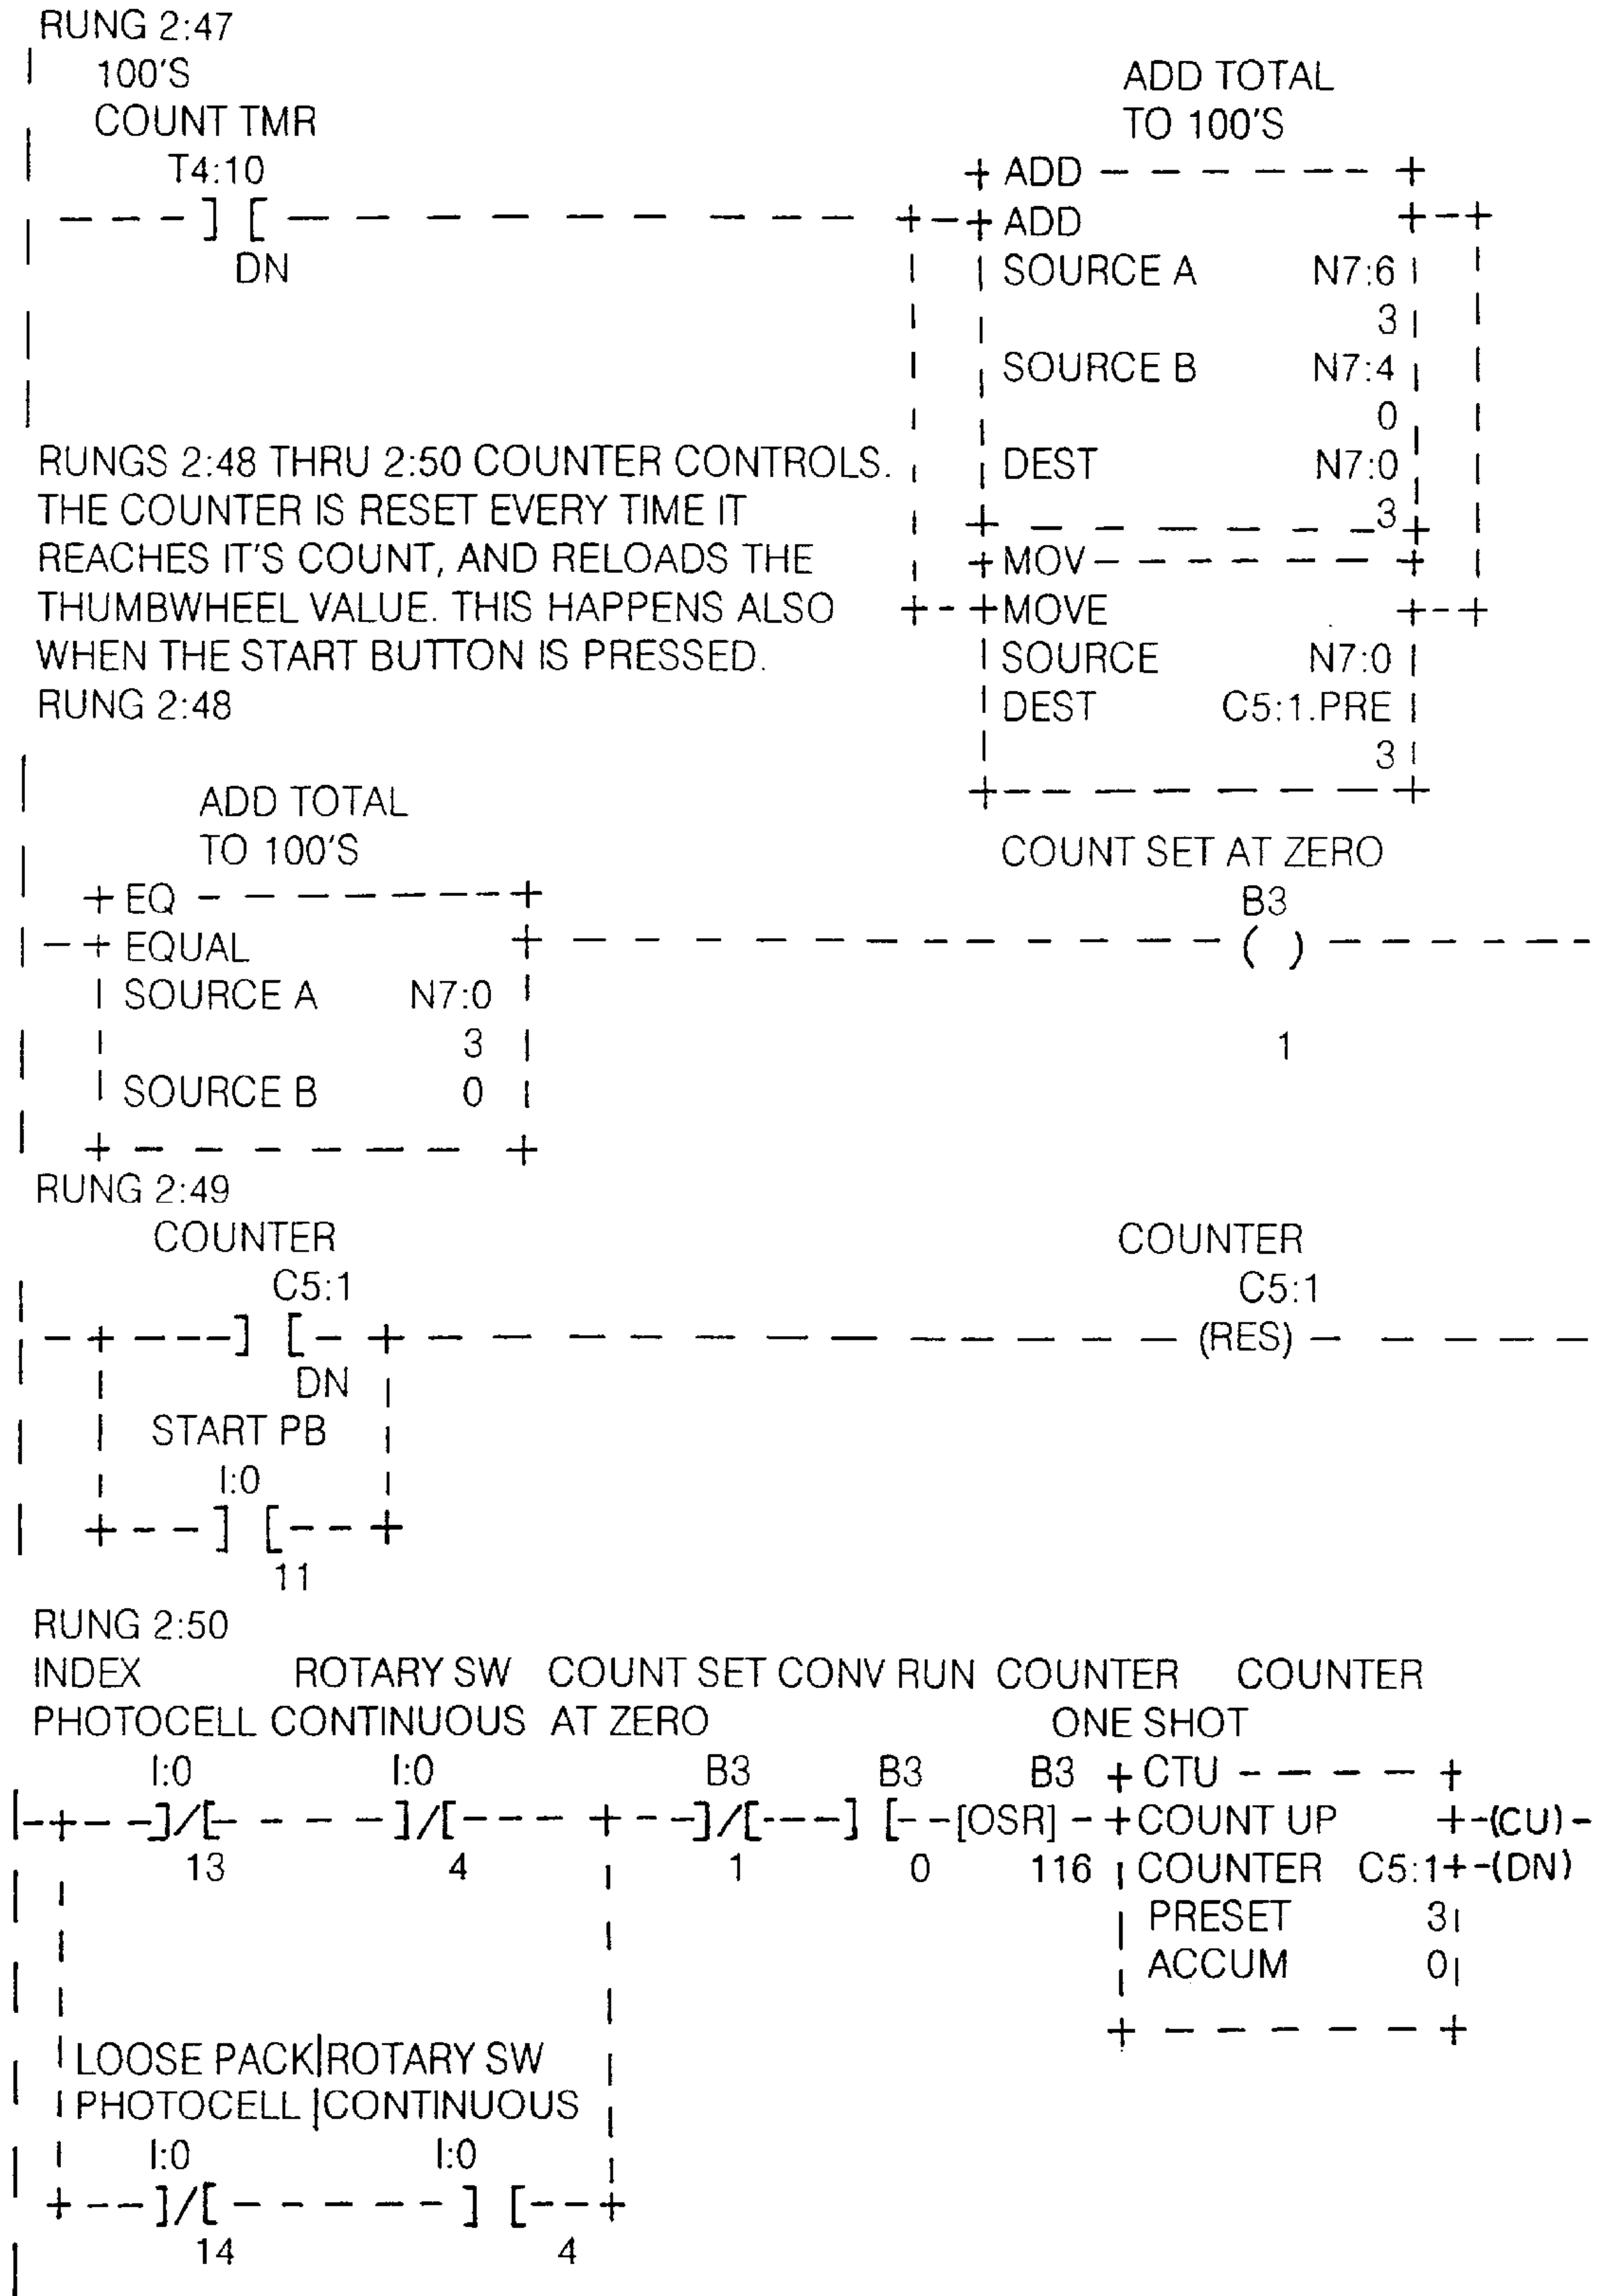 RUNG 2:47
100'S
COUNT TMR
T4:10
---] [- - - - - - - - -
DN
ADD TOTAL
TO 100'S
+ ADD - - - - - - - +
+-+ ADD +--+
SOURCE A N7:6
3
SOURCE B N7:4
0
DEST N7:0
3
+MOV- - - - - - - +
+--+MOVE +--+
SOURCE N7:0
DEST C5:1.PRE
3
RUNGS 2:48 THRU 2:50 COUNTER CONTROLS.
THE COUNTER IS RESET EVERY TIME IT
REACHES IT'S COUNT, AND RELOADS THE
THUMBWHEEL VALUE. THIS HAPPENS ALSO
WHEN THE START BUTTON IS PRESSED.
RUNG 2:48
ADD TOTAL
TO 100'S
COUNT SET AT ZERO
+ EQ - - - - - - - -+ B3
--+ EQUAL + - - - - - - - - - - - - ( ) - - - - - -
SOURCE A N7:0
3 1
SOURCE B 0
RUNG 2:49
COUNTER COUNTER
C5:1 C5:1
-+ ---] [- + - - - - - - - - - - - - - (RES) - - - - -
DN
START PB
I:0
+---] [--+
11
RUNG 2:50
INDEX ROTARY SW COUNT SET CONV RUN COUNTER COUNTER
PHOTOCELL CONTINUOUS AT ZERO ONE SHOT
I:0 I:0 B3 B3 B3 + CTU - - - - - +
|-+- -]/[- - - - -]/[--- - + --]/[---] [--[OSR] -+COUNT UP +-(CU)-
13 4 1 0 116 COUNTER C5:1+-(DN)
PRESET 3
ACCUM 0
LOOSE PACK|ROTARY SW
PHOTOCELL |CONTINUOUS
I:0 I:0
+--]/[- - - - - -] [--+
14 4